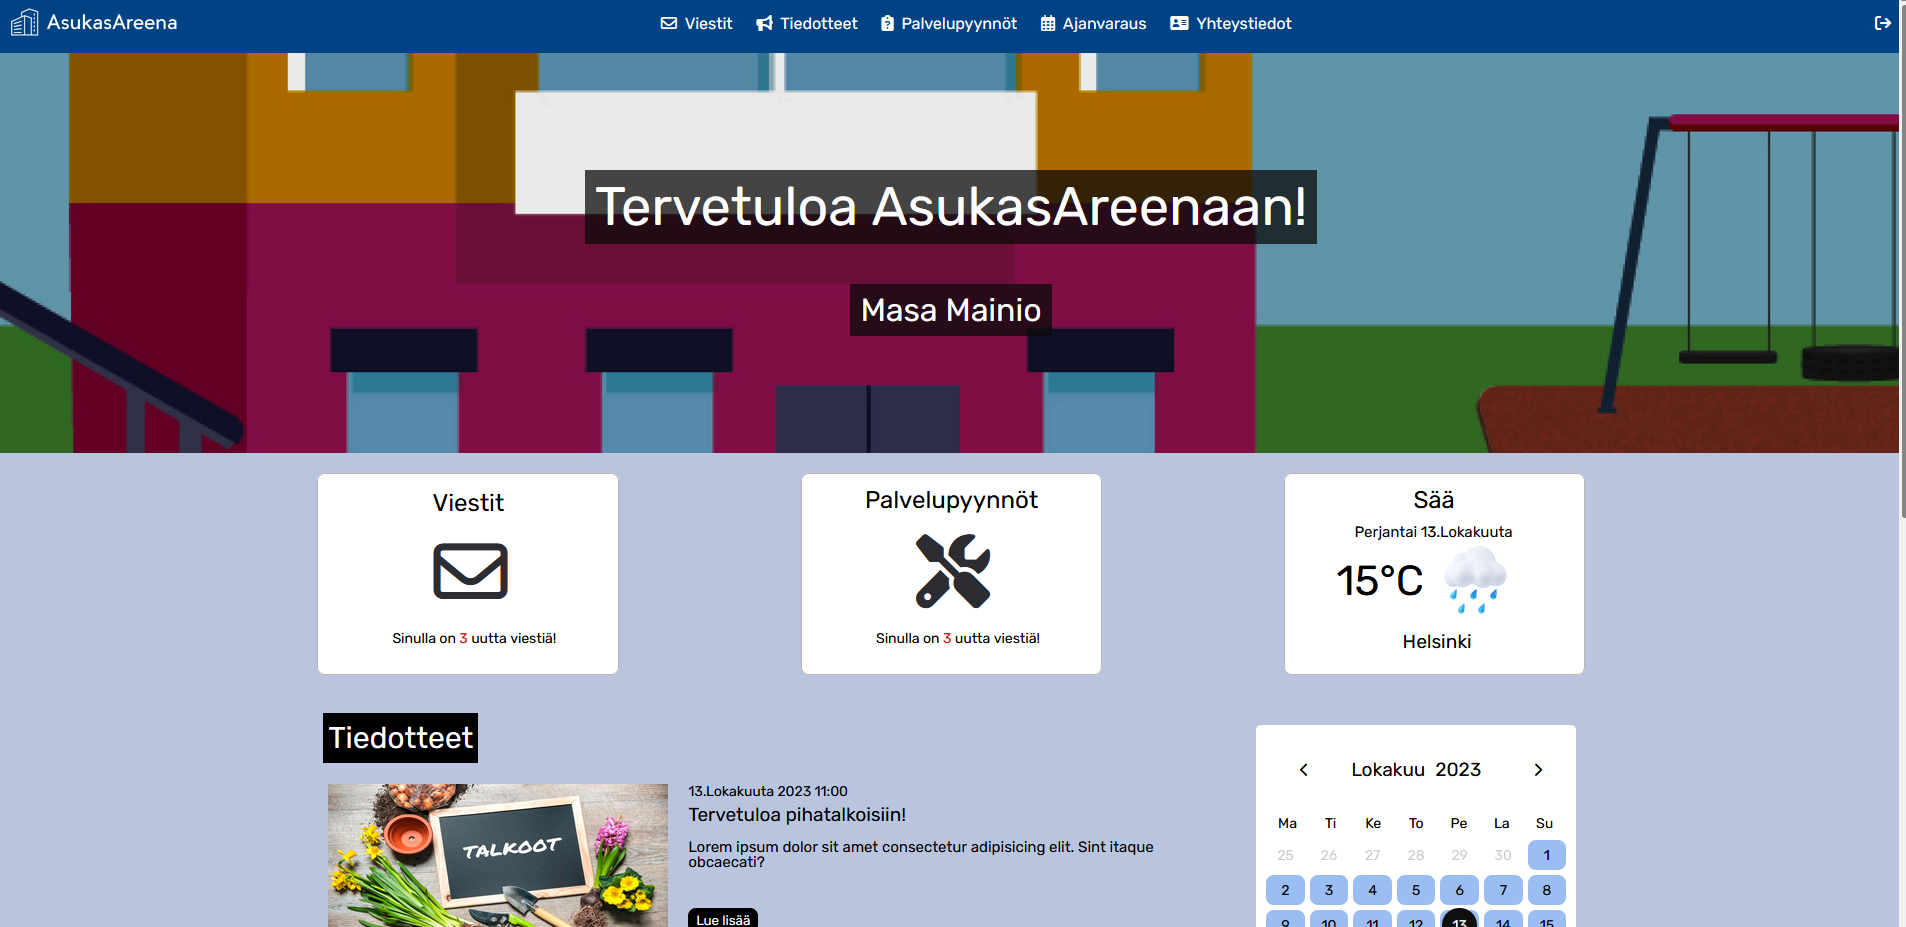 AsukasAreena
Viestit Tiedotteet Palvelupyynnöt Ajanvaraus Yhteystiedot
Tervetuloa AsukasAreenaan!
Masa Mainio
Viestit
Sinulla on 3 uutta viestiä!
Palvelupyynnöt
Sinulla on 3 uutta viestiä!
Sää
Perjantai 13.Lokakuuta
15°C
Helsinki
Tiedotteet
TALKOOT
13.Lokakuuta 2023 11:00
Tervetuloa pihatalkoisiin!
Lorem ipsum dolor sit amet consectetur adipisicing elit. Sint itaque
obcaecati?
Lue lisää
Lokakuu 2023
Ma Ti Ke To Pe La Su
25 26 27 28 29 30 1
2 3 4 5 6 7 8
9 10 11 12 13 14 15